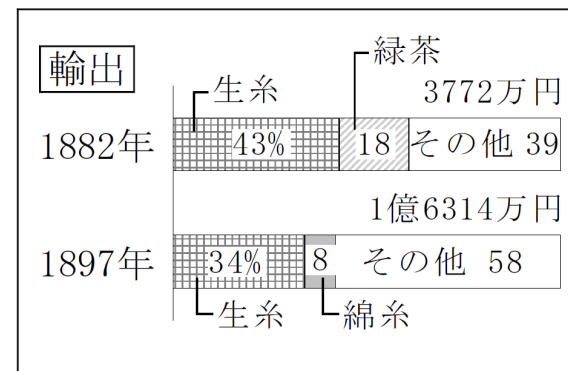 輸出
緑茶
生糸
3772万円
1882年 43% 18 その他 39
1億6314万円
1897年 34% 8 その他 58
生糸 綿糸